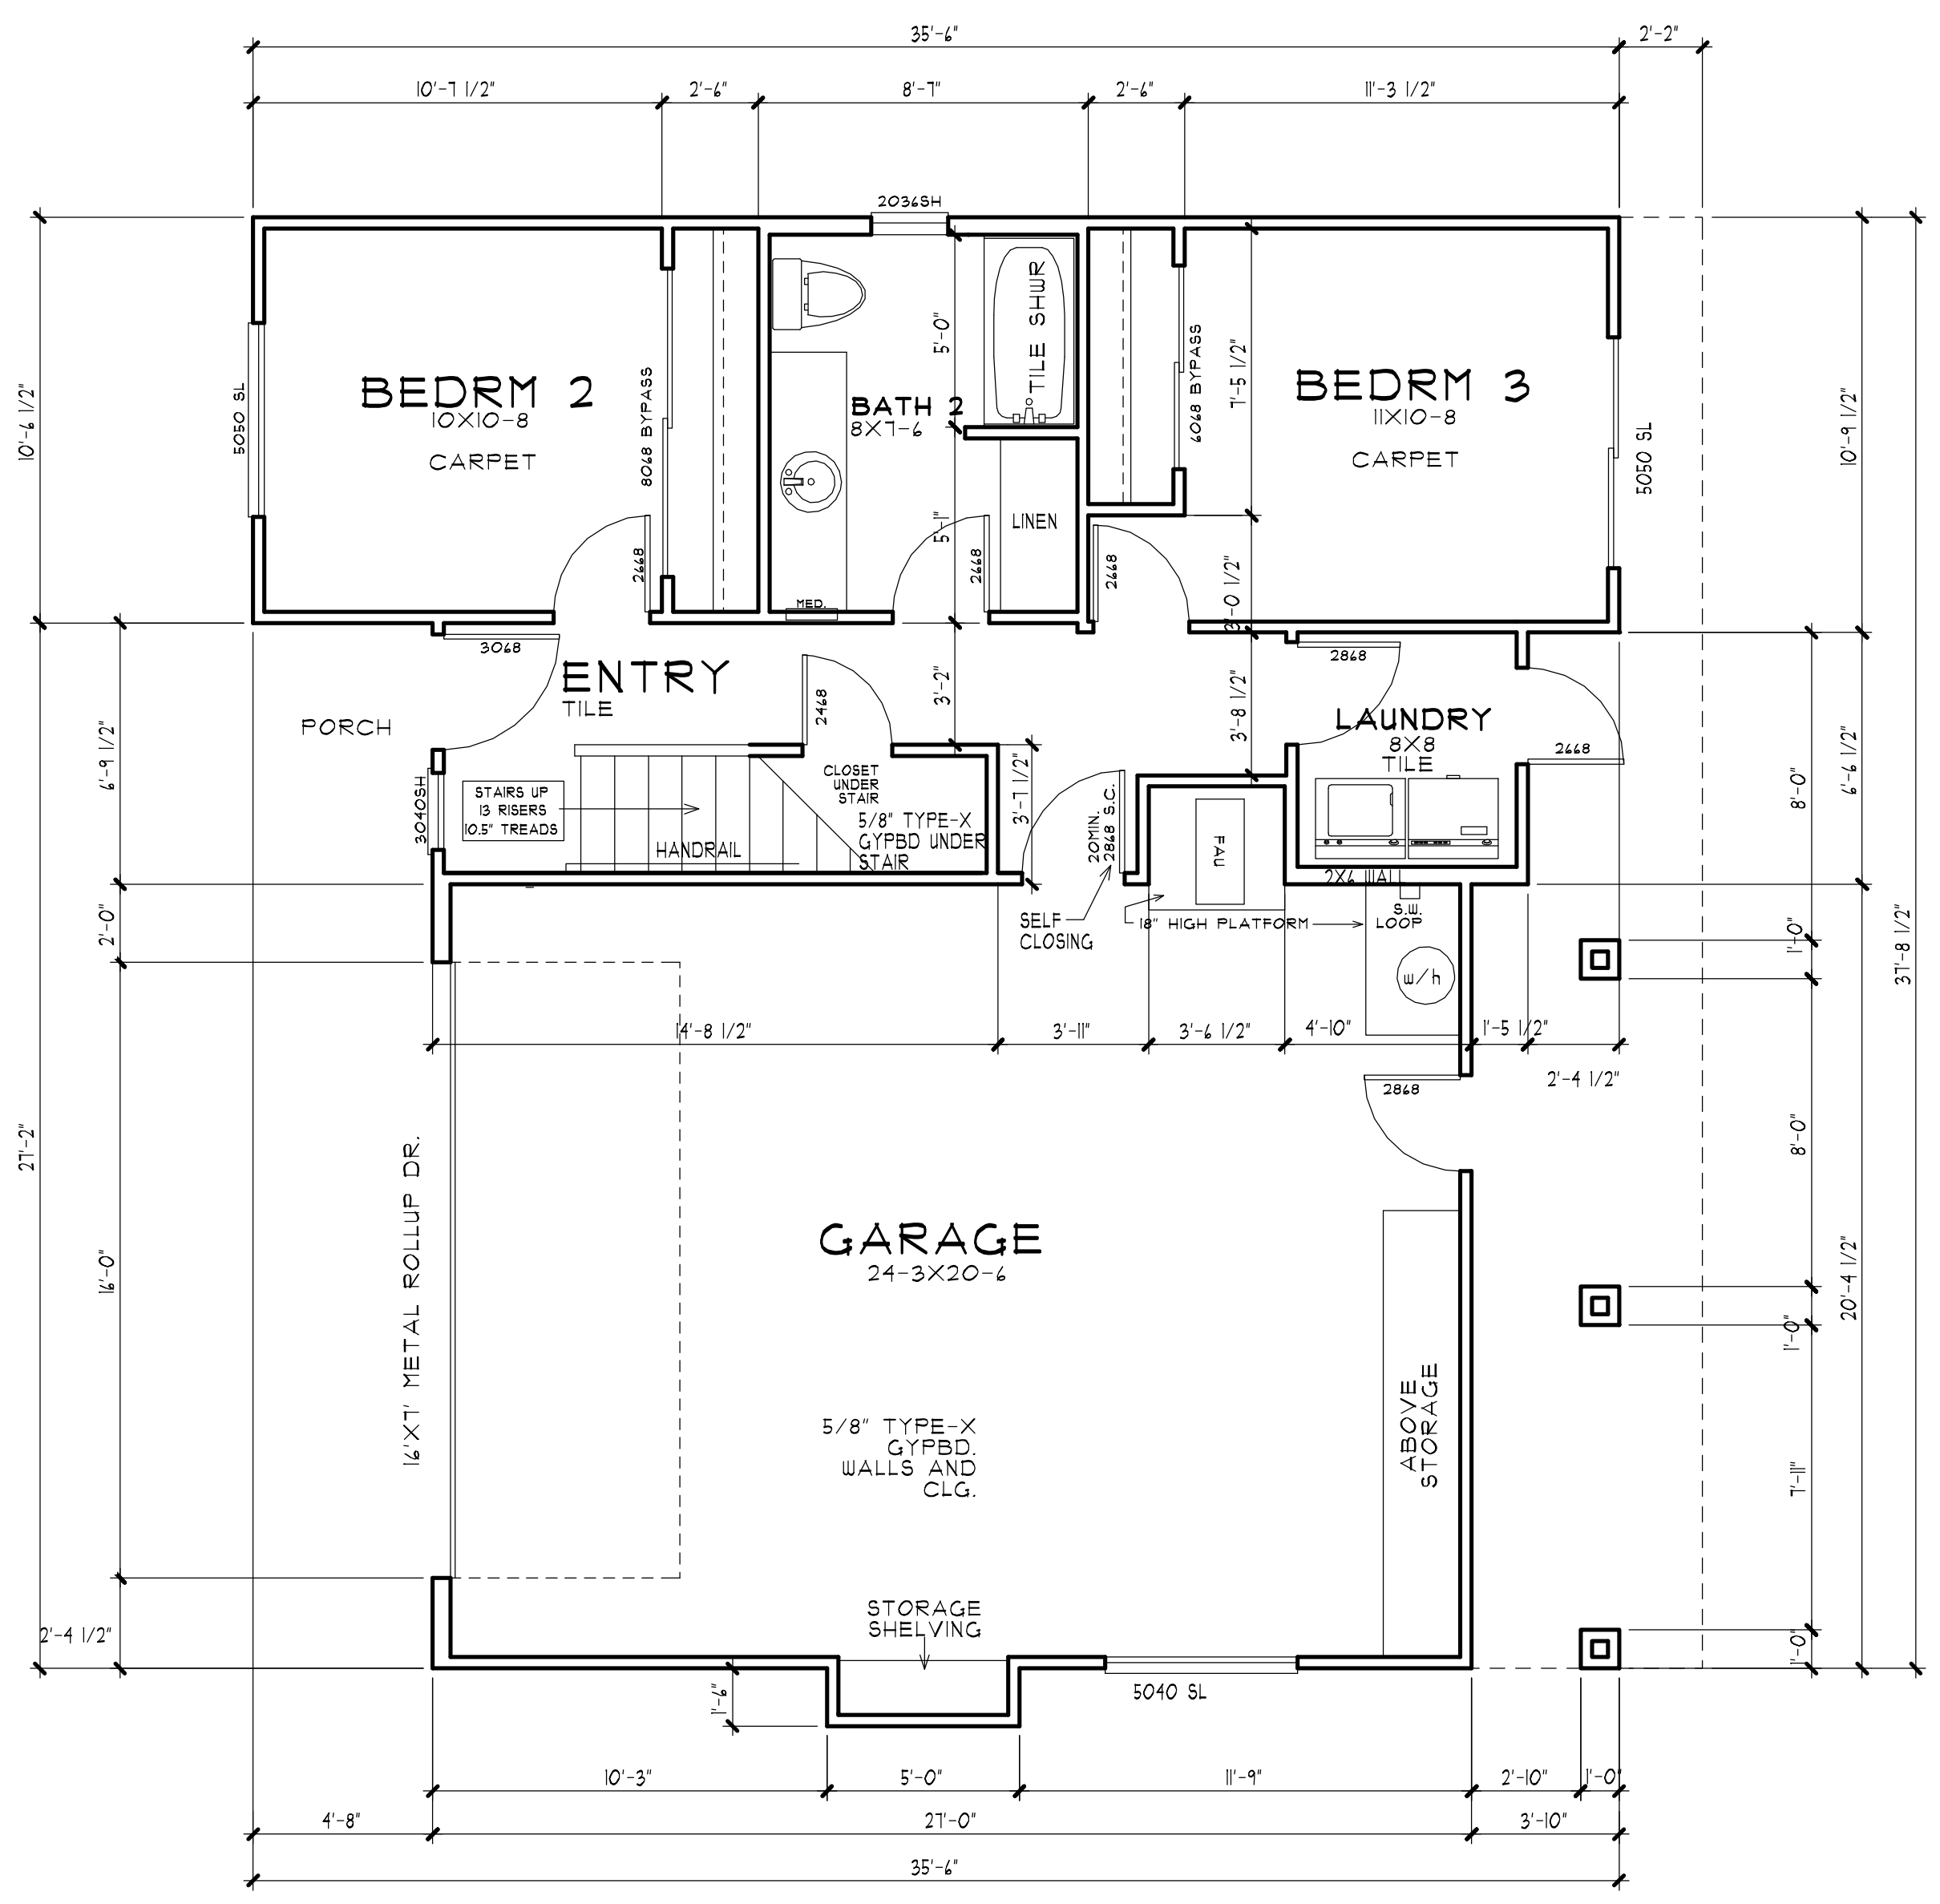 35'-6"
2'-2"
10'-7 1/2"
2'-6"
8'-7"
2'-6"
11'-3 1/2"
2036SH
10'-6 1/2"
5050 SL
BEDRM 2
10X10-8
CARPET
8068 BYPASS
2668
5'-0"
TILE SHWR
BATH 2
8X7-6
5'-11"
LINEN
2668
MED.
6068 BYPASS
7'-5 1/2"
BEDRM 3
11X10-8
CARPET
5050 SL
10'-9 1/2"
2668
3'-0 1/2"
3068
ENTRY
TILE
PORCH
2468
3'-2"
3'-8 1/2"
2868
LAUNDRY
8X8
TILE
2668
6'-9 1/2"
3040SH
STAIRS UP
13 RISERS
10.5" TREADS
HANDRAIL
CLOSET
UNDER
STAIR
5/8" TYPE-X
GYPBD UNDER
STAIR
3'-7 1/2"
20MIN.
2868 S.C.
FAU
2X6 WALL
S.W.
LOOP
8'-0"
6'-6 1/2"
37'-8 1/2"
2'-0"
SELF
CLOSING
18" HIGH PLATFORM
W/H
1'-0"
14'-8 1/2"
3'-11"
3'-6 1/2"
4'-10"
1'-5 1/2"
2'-4 1/2"
2868
27'-2"
16'-0"
16'X7' METAL ROLLUP DR.
GARAGE
24-3X20-6
8'-0"
20'-4 1/2"
1'-0"
5/8" TYPE-X
GYPBD.
WALLS AND
CLG.
ABOVE
STORAGE
7'-11"
2'-4 1/2"
STORAGE
SHELVING
1'-0"
1'-6"
5040 SL
10'-3"
5'-0"
11'-9"
2'-10"
1'-0"
4'-8"
27'-0"
3'-10"
35'-6"